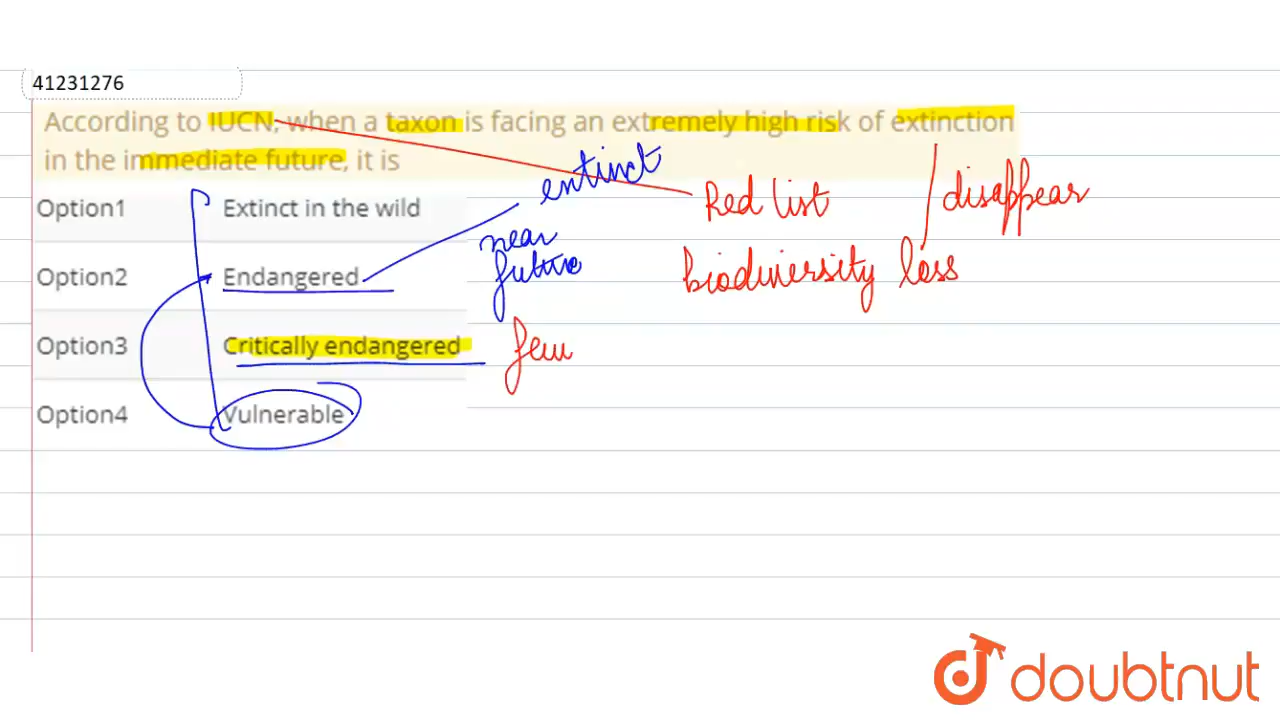 41231276
According to IUCN, when a taxon is facing an extremely high risk of extinction
in the immediate future, it is
Option1 Extinct in the wild
Option2 Endangered
Option3 Critically endangered
Option4 Vulnerable
extinct
near
future
few
Red list
disappear
biodiversity loss
doubtnut